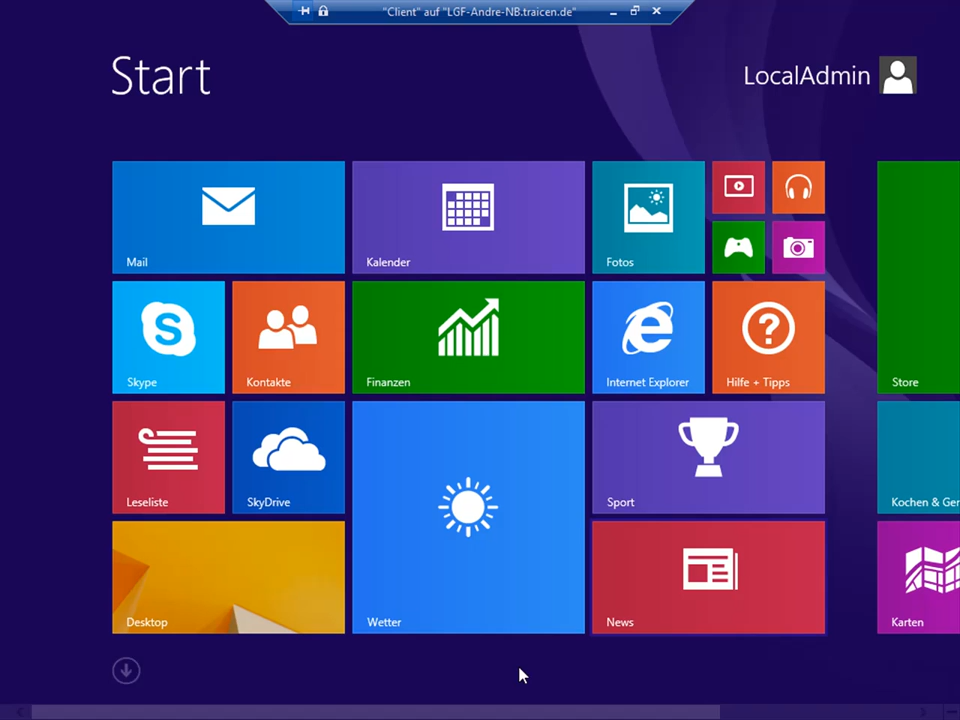 "Client" auf "LGF-Andre-NB.traicen.de"
Start
LocalAdmin
Mail
Kalender
Fotos
Skype
Kontakte
Finanzen
Internet Explorer
Hilfe + Tipps
Store
Leseliste
SkyDrive
Sport
Kochen & Ger
Desktop
Wetter
News
Karten